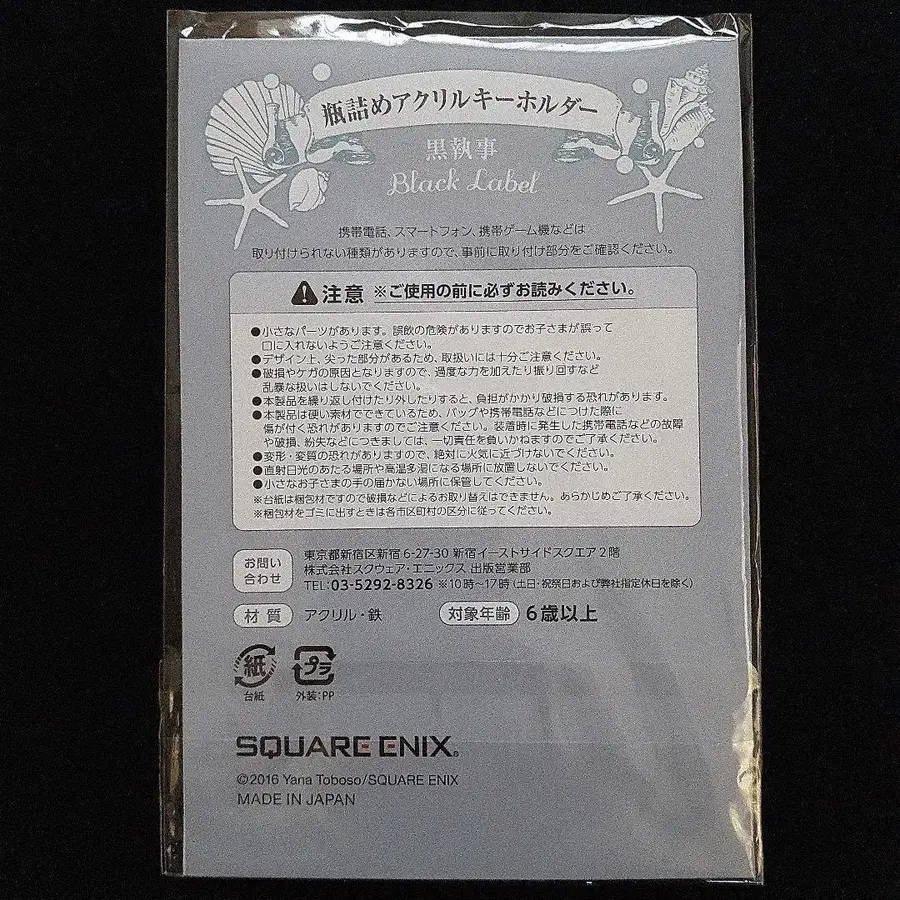 瓶詰めアクリルキーホルダー
黒執事
Black Label
携帯電話、スマートフォン、携帯ゲーム機などは
取り付けられない種類がありますので、事前に取り付け部分をご確認ください。
注意 ※ご使用の前に必ずお読みください。
●小さなパーツがあります。誤飲の危険がありますのでお子さまが誤って
口に入れないようご注意ください。
●デザイン上、尖った部分があるため、取扱いには十分ご注意ください。
●破損やケガの原因となりますので、過度な力を加えたり振り回すなど
乱暴な扱いはしないでください。
●本製品を繰り返し付けたり外したりすると、負担がかかり破損する恐れがあります。
●本製品は硬い素材でできているため、バッグや携帯電話などにつけた際に
傷が付く恐れがありますのでご注意ください。装着時に発生した携帯電話などの故障
や破損、紛失などにつきましては、一切責任を負いかねますのでご了承ください。
●変形・変質の恐れがありますので、絶対に火気に近づけないでください。
●直射日光のあたる場所や高温多湿になる場所に放置しないでください。
●小さなお子さまの手の届かない場所に保管してください。
※台紙は梱包材ですので破損などによるお取り替えはできません。あらかじめご了承ください。
※梱包材をゴミに出すときは各市区町村の区分に従ってください。
お問い合わせ 東京都新宿区新宿 6-27-30 新宿イーストサイドスクエア2階
株式会社スクウェア・エニックス 出版営業部
TEL:03-5292-8326 ※10時〜17時(土日・祝祭日および弊社指定休日を除く)
材質 アクリル・鉄 対象年齢 6歳以上
紙 プラ
台紙 外装:PP
SQUARE ENIX®
©2016 Yana Toboso/SQUARE ENIX
MADE IN JAPAN